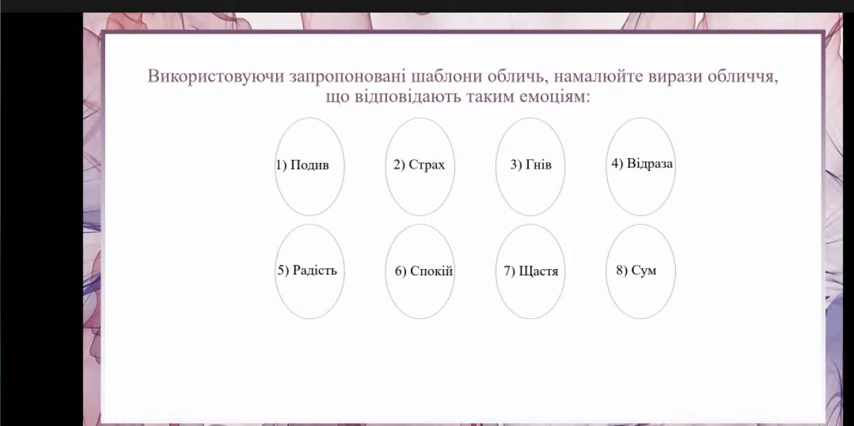 Використовуючи запропоновані шаблони обличь, намалюйте вирази обличчя,
що відповідають таким емоціям:
1) Подив
2) Страх
3) Гнів
4) Відраза
5) Радість
6) Спокій
7) Щастя
8) Сум